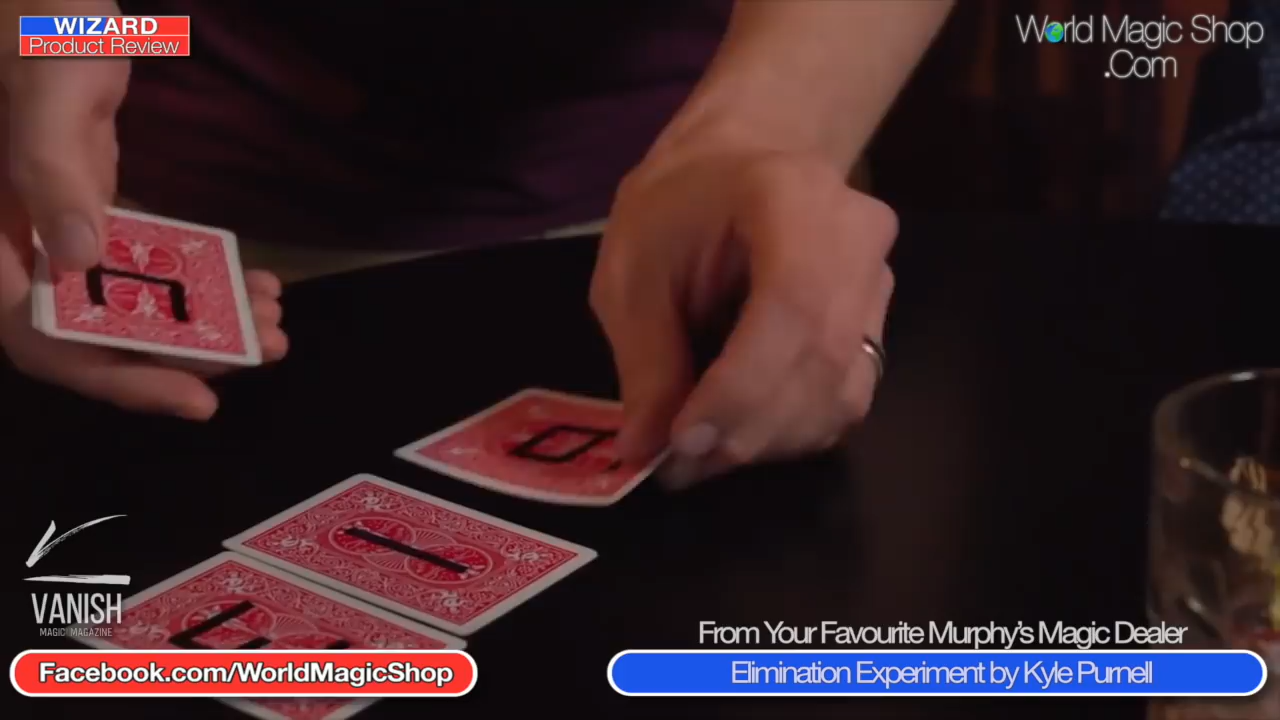 WIZARD
Product Review
World Magic Shop
.Com
VANISH
MAGIC MAGAZINE
From Your Favourite Murphy's Magic Dealer
Facebook.com/WorldMagicShop
Elimination Experiment by Kyle Purnell